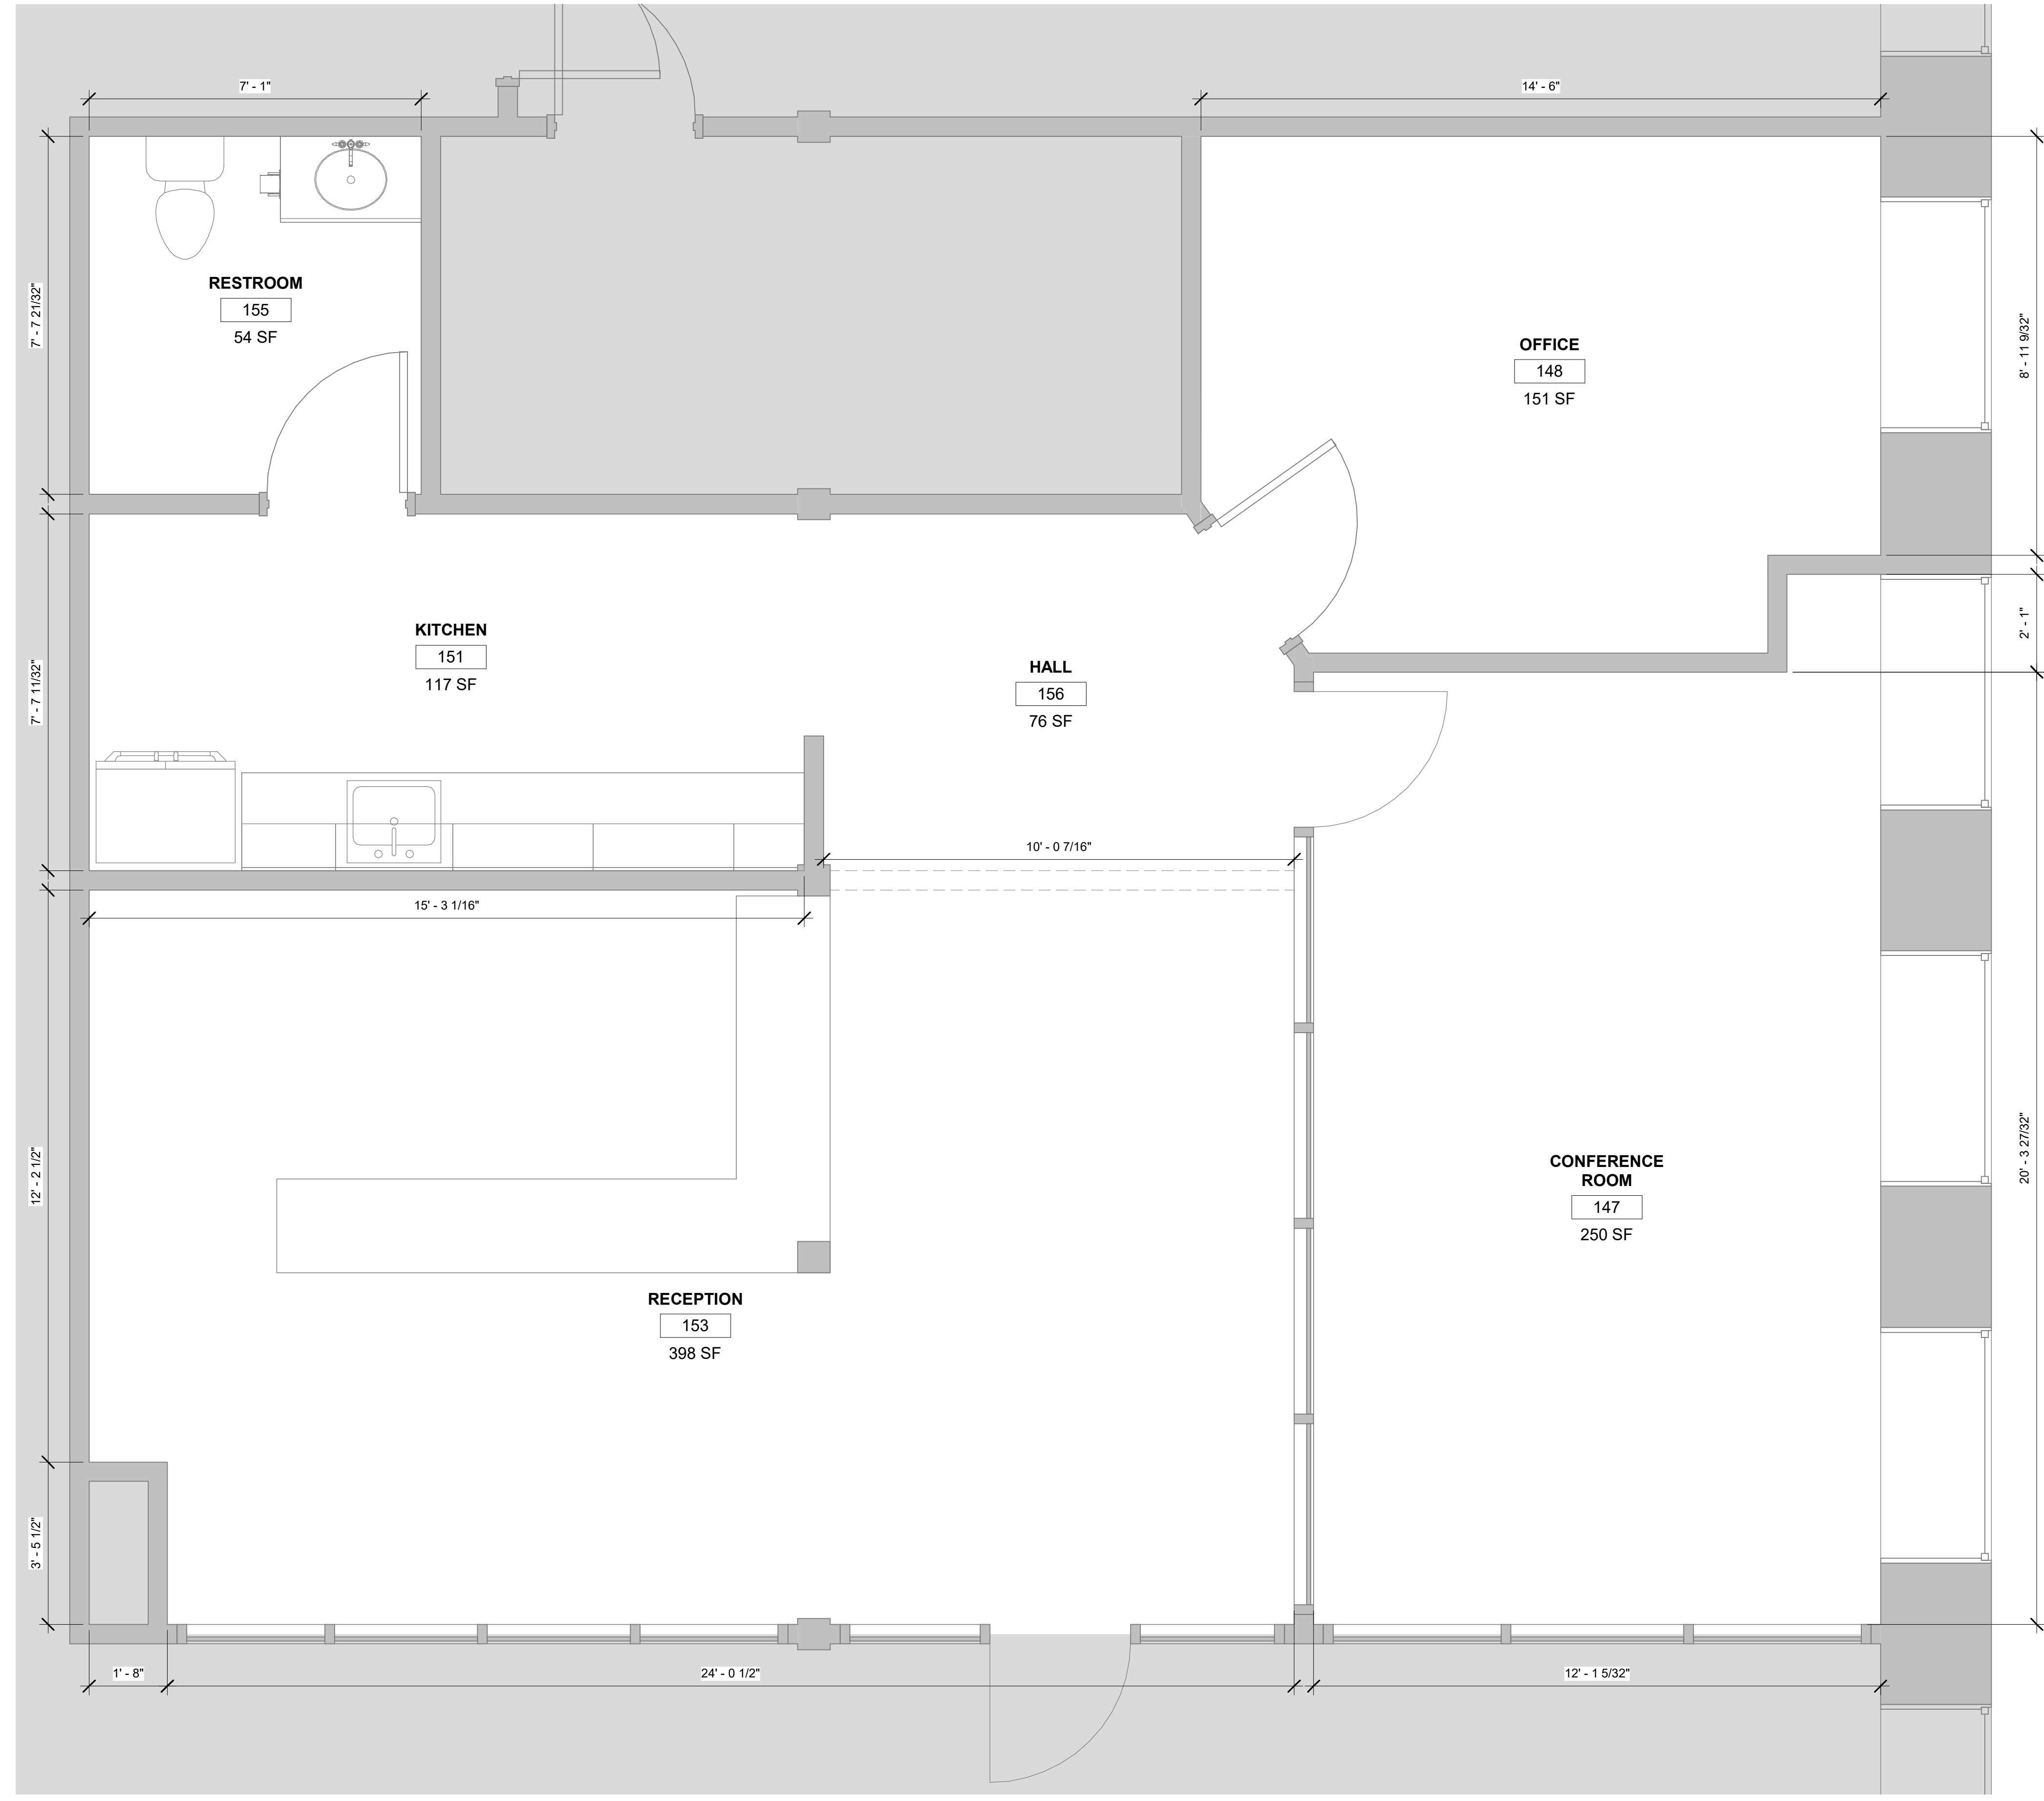 7' - 1"
14' - 6"
7' - 7 21/32"
RESTROOM
155
54 SF
OFFICE
148
151 SF
8' - 11 9/32"
KITCHEN
151
117 SF
7' - 7 11/32"
HALL
156
76 SF
2' - 1"
10' - 0 7/16"
15' - 3 1/16"
12' - 2 1/2"
CONFERENCE
ROOM
147
250 SF
20' - 3 27/32"
RECEPTION
153
398 SF
3' - 5 1/2"
1' - 8"
24' - 0 1/2"
12' - 1 5/32"